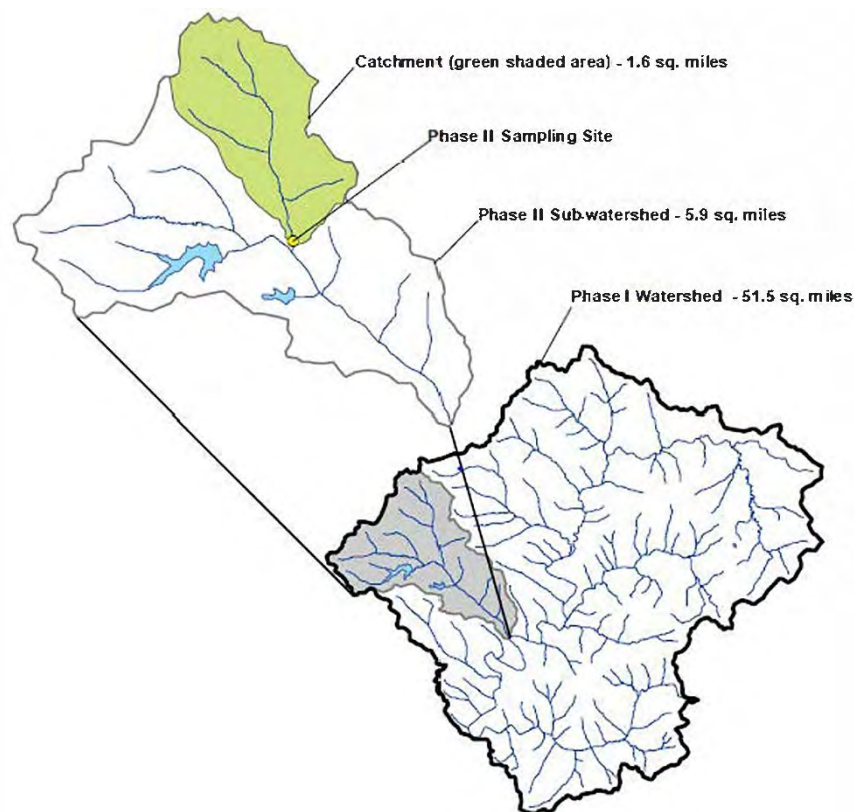 Catchment (green shaded area) - 1.6 sq. miles
Phase II Sampling Site
Phase II Sub-watershed - 5.9 sq. miles
Phase I Watershed - 51.5 sq. miles